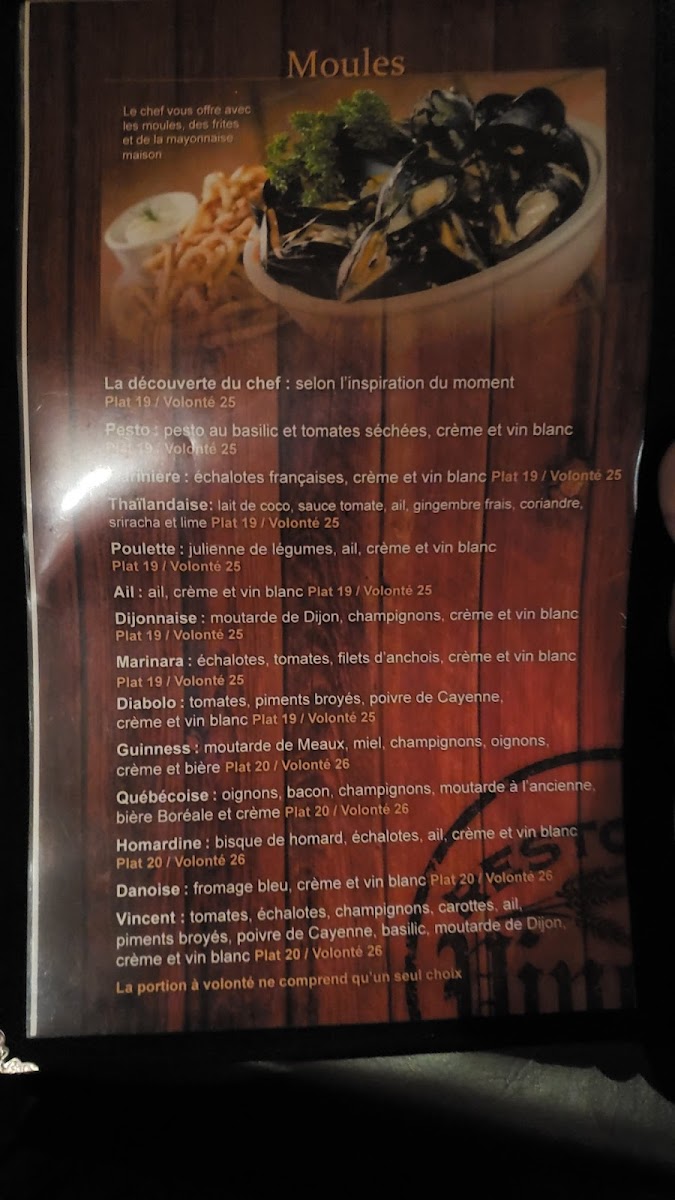 Moules
Le chef vous offre avec
les moules, des frites
et de la mayonnaise
maison
La découverte du chef : selon l'inspiration du moment
Plat 19 / Volonté 25
Pesto : pesto au basilic et tomates séchées, crème et vin blanc
Plat 19 / Volonté 25
Marinière : échalotes françaises, crème et vin blanc Plat 19 / Volonté 25
Thaïlandaise: lait de coco, sauce tomate, ail, gingembre frais, coriandre,
sriracha et lime Plat 19 / Volonté 25
Poulette : julienne de légumes, ail, crème et vin blanc
Plat 19 / Volonté 25
Ail : ail, crème et vin blanc Plat 19 / Volonté 25
Dijonnaise : moutarde de Dijon, champignons, crème et vin blanc
Plat 19 / Volonté 25
Marinara : échalotes, tomates, filets d'anchois, crème et vin blanc
Plat 19 / Volonté 25
Diabolo : tomates, piments broyés, poivre de Cayenne,
crème et vin blanc Plat 19 / Volonté 25
Guinness : moutarde de Meaux, miel, champignons, oignons,
crème et bière Plat 20 / Volonté 26
Québécoise : oignons, bacon, champignons, moutarde à l'ancienne,
bière Boréale et crème Plat 20 / Volonté 26
Homardine : bisque de homard, échalotes, ail, crème et vin blanc
Plat 20 / Volonté 26
Danoise : fromage bleu, crème et vin blanc Plat 20 / Volonté 26
Vincent : tomates, échalotes, champignons, carottes, ail,
piments broyés, poivre de Cayenne, basilic, moutarde de Dijon,
crème et vin blanc Plat 20 / Volonté 26
La portion à volonté ne comprend qu'un seul choix
RESTO